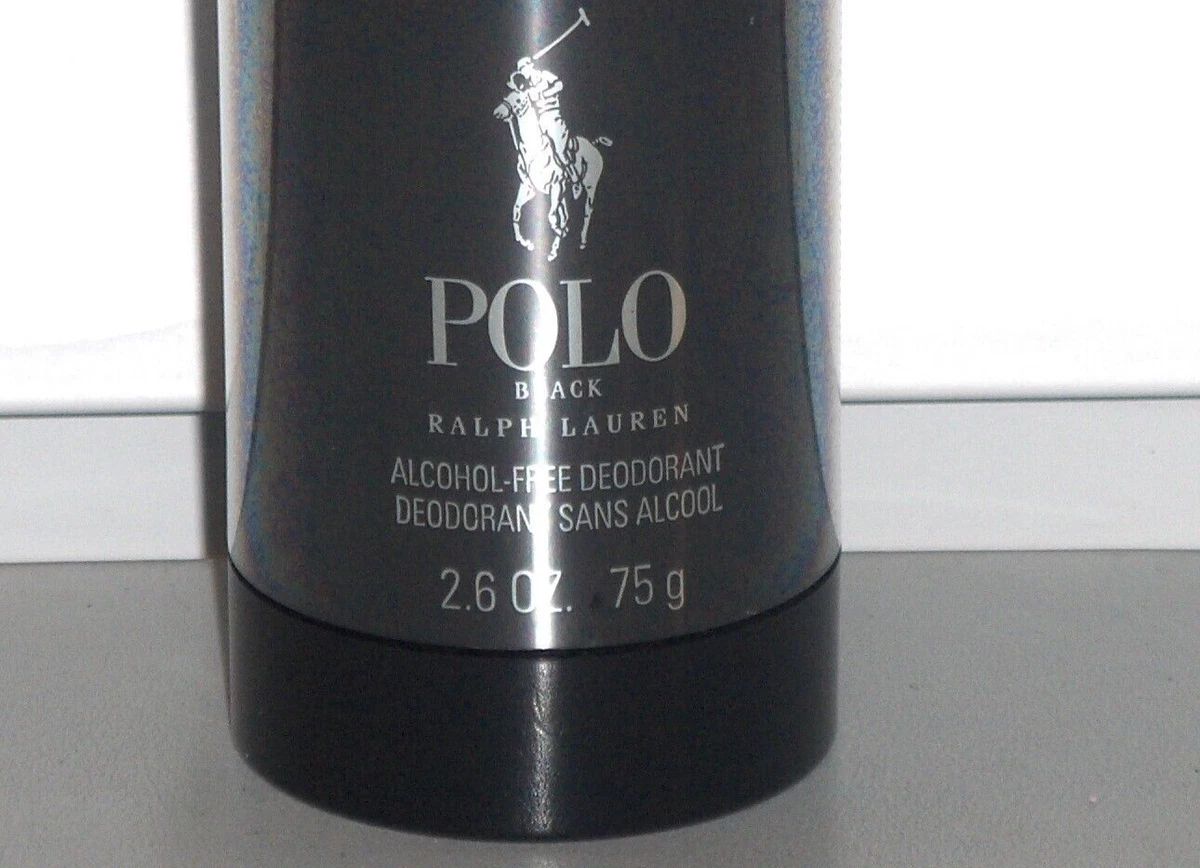 POLO
BLACK
RALPH LAUREN
ALCOHOL-FREE DEODORANT
DEODORANT SANS ALCOOL
2.6 OZ. 75 g